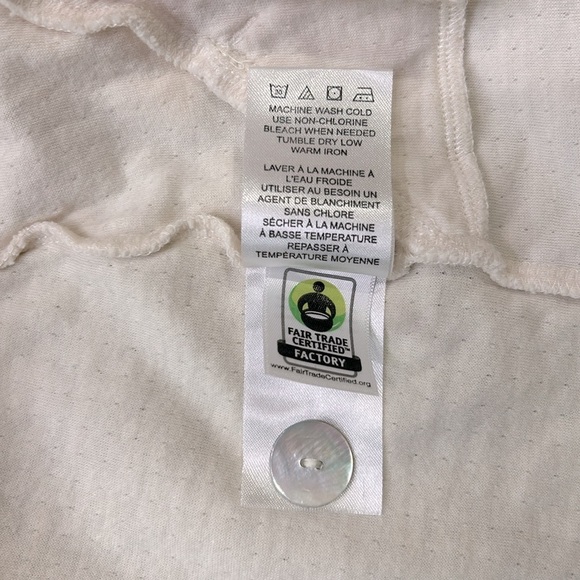 30
MACHINE WASH COLD
USE NON-CHLORINE
BLEACH WHEN NEEDED
TUMBLE DRY LOW
WARM IRON
LAVER À LA MACHINE À
L'EAU FROIDE
UTILISER AU BESOIN UN
AGENT DE BLANCHIMENT
SANS CHLORE
SÉCHER À LA MACHINE
À BASSE TEMPERATURE
REPASSER À
TEMPÉRATURE MOYENNE
FAIR TRADE
CERTIFIED™
FACTORY
www.FairTradeCertified.org